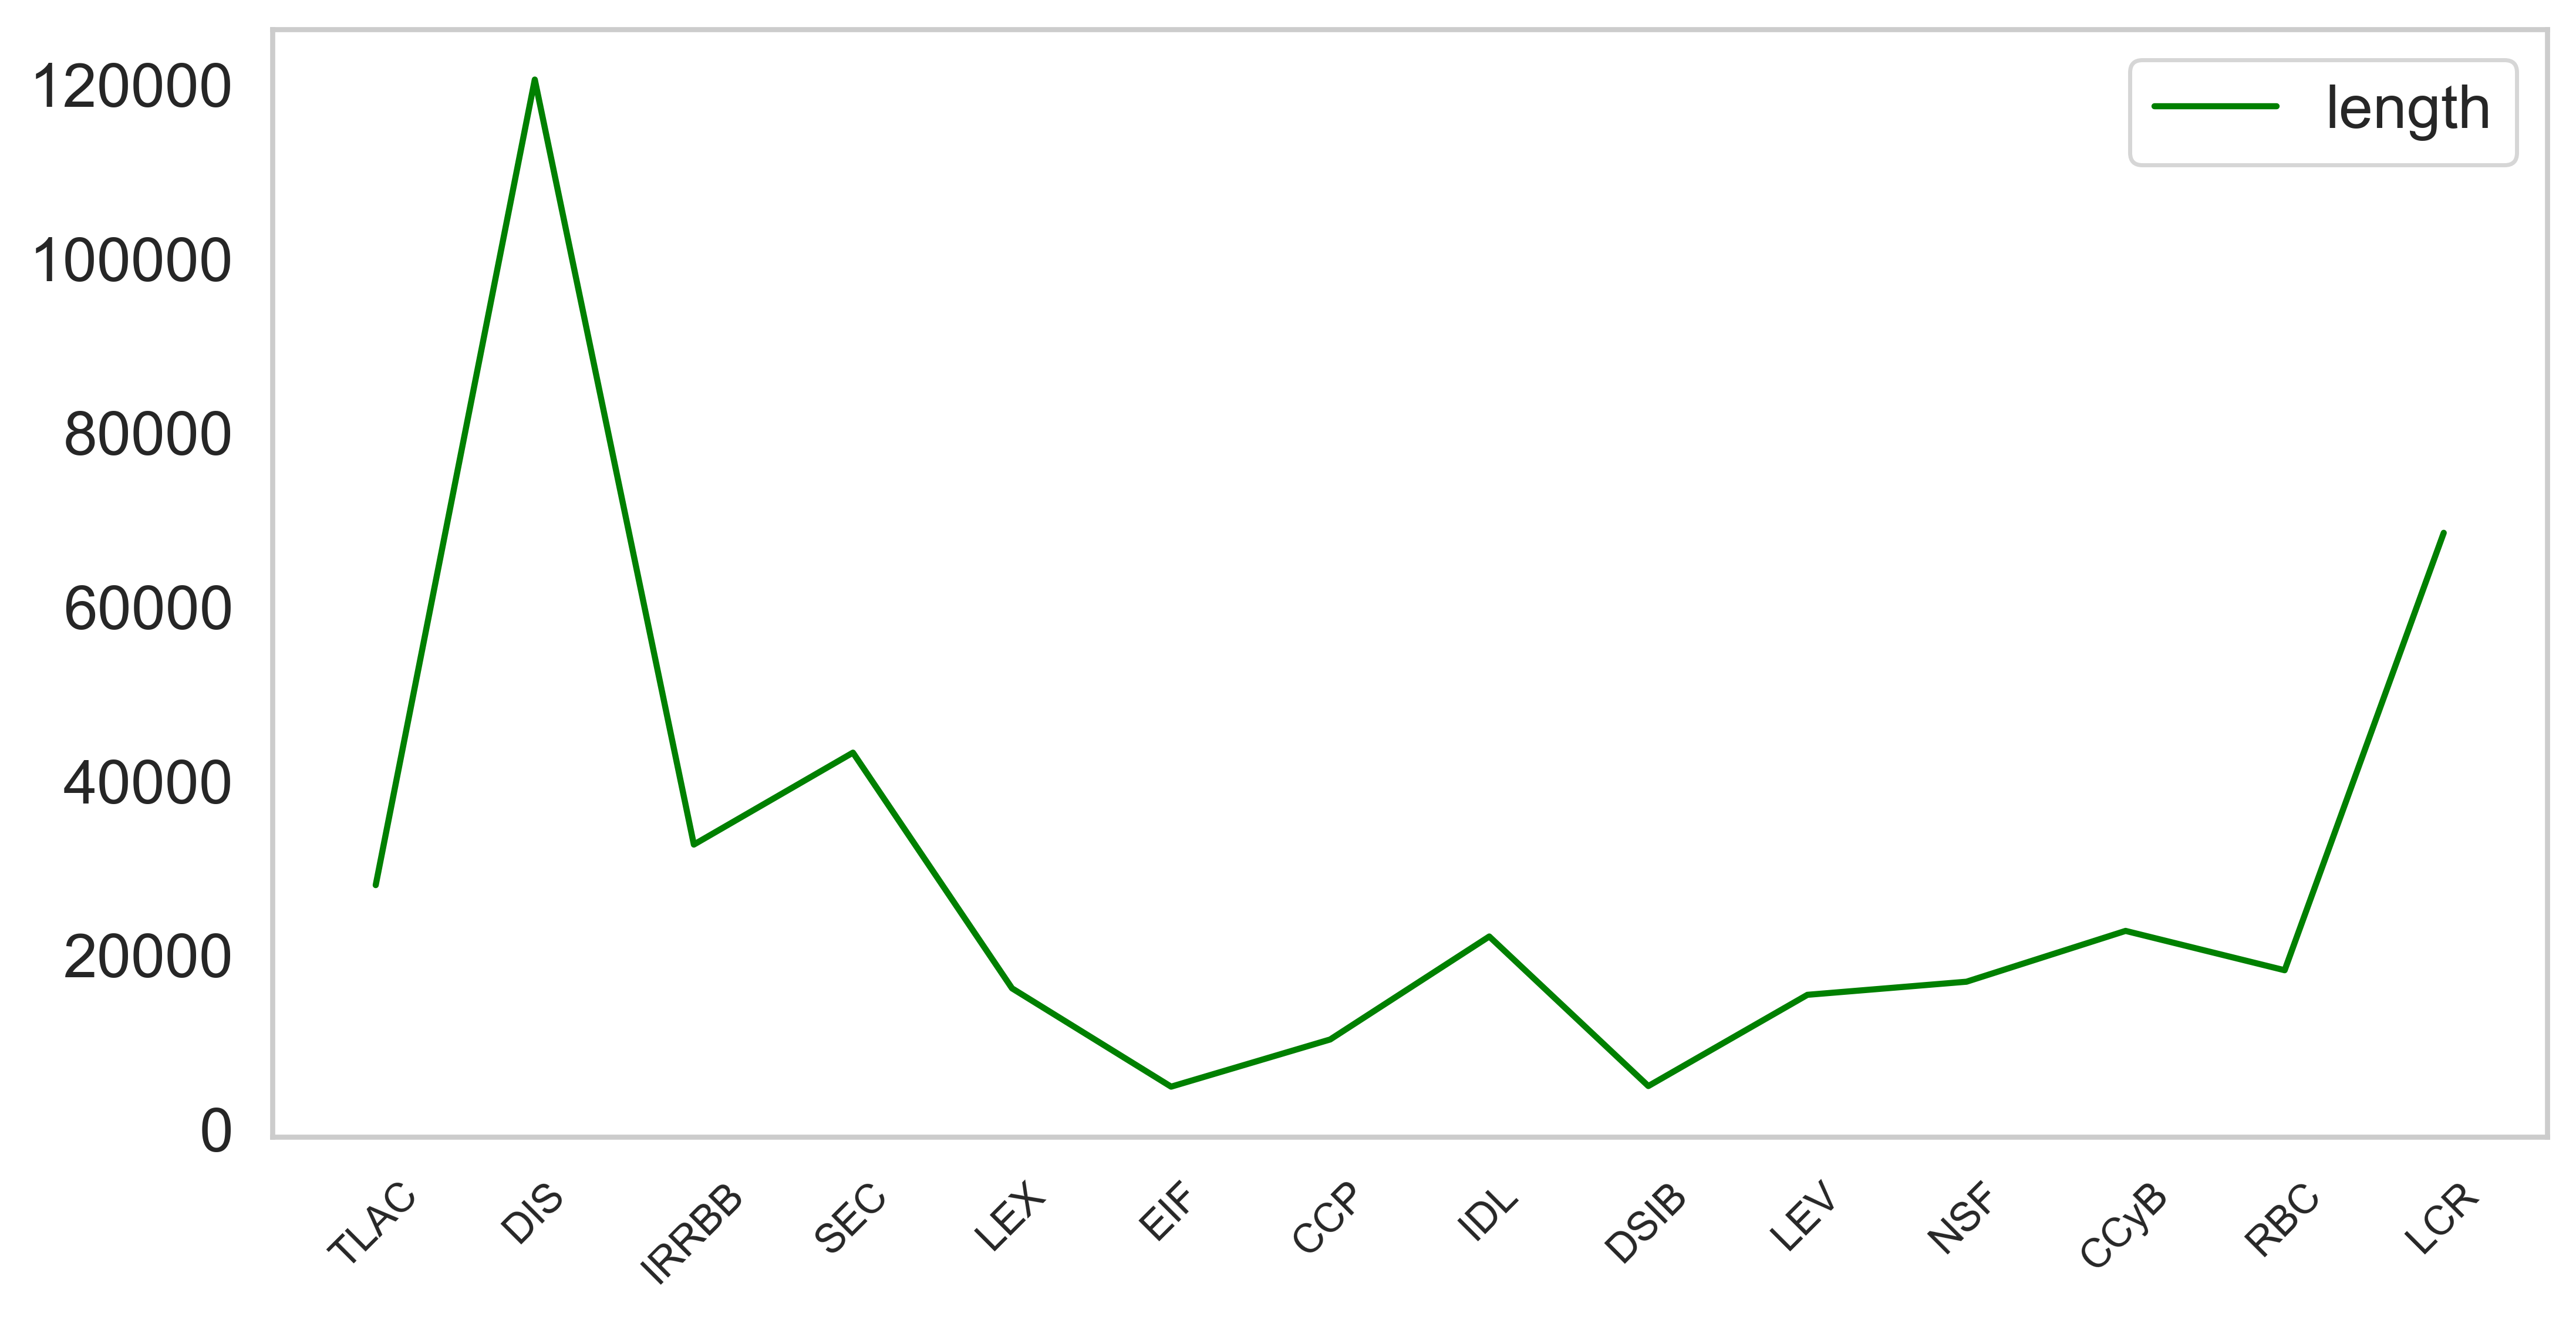 120000
100000
80000
60000
40000
20000
0
length
TLAC
DIS
IRRBB
SEC
LEX
EIF
CCP
IDL
DSIB
LEV
NSF
CCyB
RBC
LCR